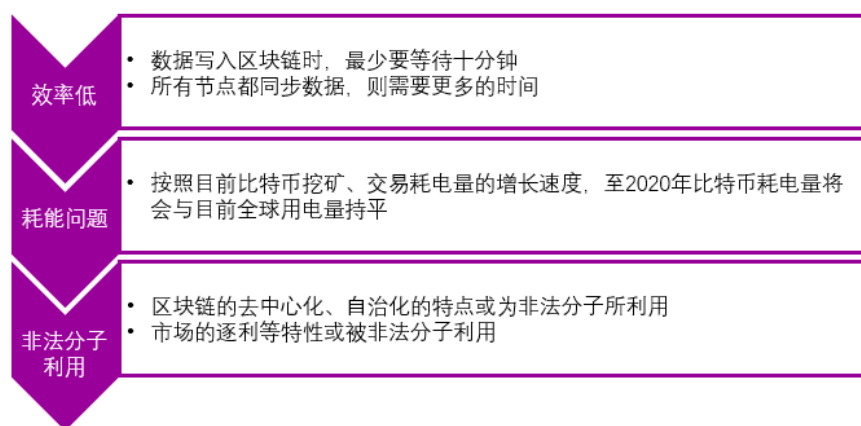 效率低
• 数据写入区块链时，最少要等待十分钟
• 所有节点都同步数据，则需要更多的时间
耗能问题
• 按照目前比特币挖矿、交易耗电量的增长速度，至2020年比特币耗电量将
会与目前全球用电量持平
非法分子
利用
• 区块链的去中心化、自治化的特点或为非法分子所利用
• 市场的逐利等特性或被非法分子利用